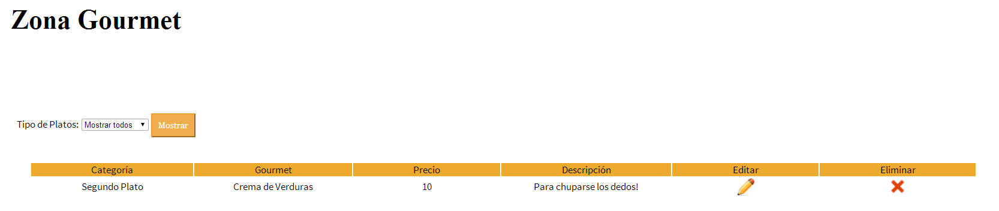 Zona Gourmet
Tipo de Platos: Mostrar todos Mostrar
Categoría Gourmet Precio Descripción Editar Eliminar
Segundo Plato Crema de Verduras 10 Para chuparse los dedos!